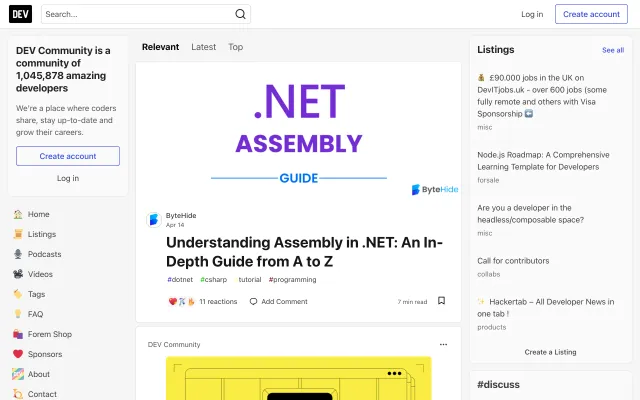 DEV
Search...
Log in
Create account
DEV Community is a
community of
1,045,878 amazing
developers
We're a place where coders
share, stay up-to-date and
grow their careers.
Create account
Log in
Home
Listings
Podcasts
Videos
Tags
FAQ
Forem Shop
Sponsors
About
Contact
Relevant
Latest
Top
.NET
ASSEMBLY
GUIDE
ByteHide
ByteHide
Apr 14
Understanding Assembly in .NET: An In-
Depth Guide from A to Z
#dotnet #csharp tutorial #programming
11 reactions
Add Comment
7 min read
DEV Community
Listings
See all
£90.000 jobs in the UK on
DevITjobs.uk - over 600 jobs (some
fully remote and others with Visa
Sponsorship
misc
Node.js Roadmap: A Comprehensive
Learning Template for Developers
forsale
Are you a developer in the
headless/composable space?
misc
Call for contributors
collabs
Hackertab – All Developer News in
one tab !
products
Create a Listing
#discuss